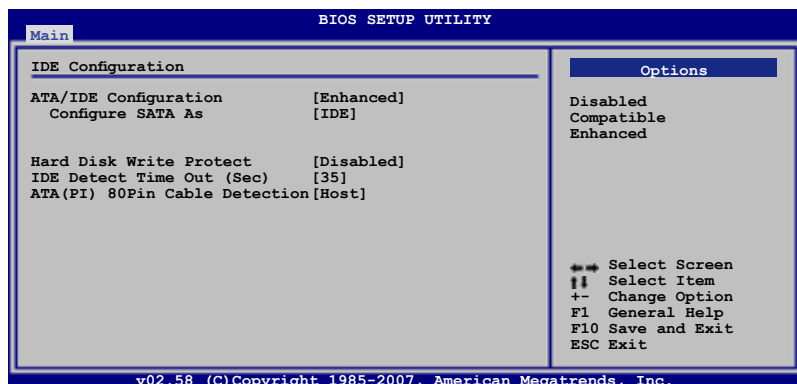 BIOS SETUP UTILITY
Main
IDE Configuration
ATA/IDE Configuration [Enhanced]
Configure SATA As [IDE]
Hard Disk Write Protect [Disabled]
IDE Detect Time Out (Sec) [35]
ATA(PI) 80Pin Cable Detection[Host]
Options
Disabled
Compatible
Enhanced
Select Screen
Select Item
+- Change Option
F1 General Help
F10 Save and Exit
ESC Exit
v02.58 (C)Copyright 1985-2007, American Megatrends, Inc.